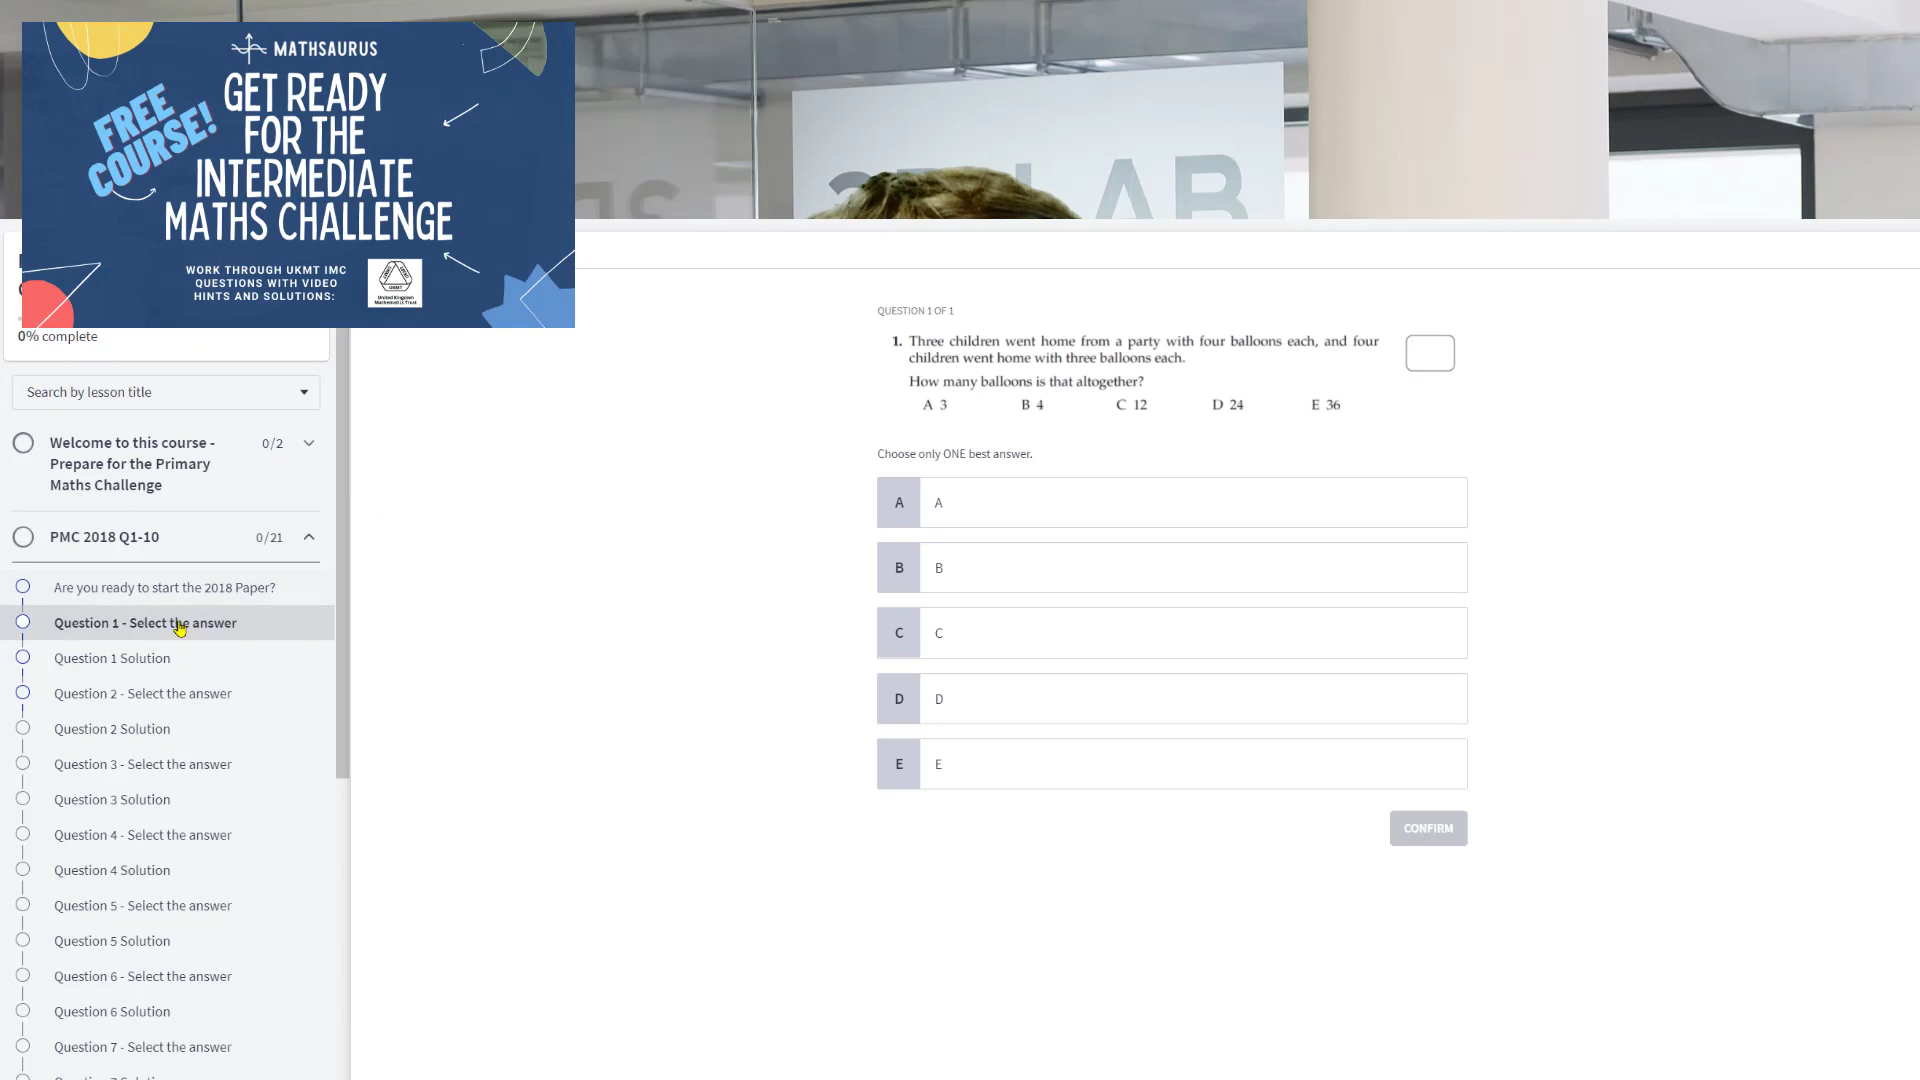 MATHSAURUS
FREE
COURSE!
GET READY
FOR THE
INTERMEDIATE
MATHS CHALLENGE
WORK THROUGH UKMT IMC
QUESTIONS WITH VIDEO
HINTS AND SOLUTIONS:
UKMT
United Kingdom
Mathematics Trust
LAB
0% complete
Search by lesson title
Welcome to this course - 0/2
Prepare for the Primary
Maths Challenge
PMC 2018 Q1-10 0/21
Are you ready to start the 2018 Paper?
Question 1 - Select the answer
Question 1 Solution
Question 2 - Select the answer
Question 2 Solution
Question 3 - Select the answer
Question 3 Solution
Question 4 - Select the answer
Question 4 Solution
Question 5 - Select the answer
Question 5 Solution
Question 6 - Select the answer
Question 6 Solution
Question 7 - Select the answer
QUESTION 1 OF 1
1. Three children went home from a party with four balloons each, and four
children went home with three balloons each.
How many balloons is that altogether?
A 3 B 4 C 12 D 24 E 36
Choose only ONE best answer.
A A
B B
C C
D D
E E
CONFIRM